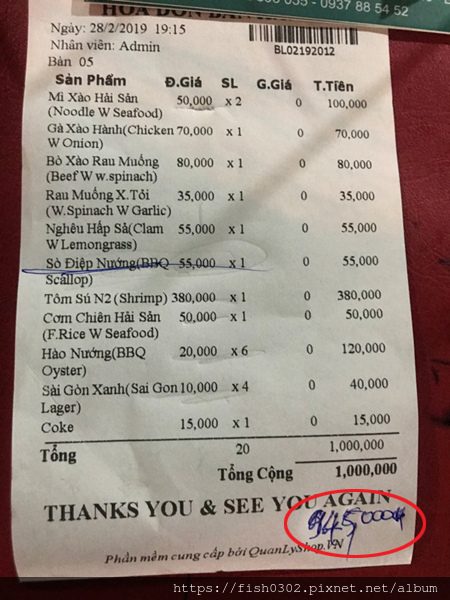 HOA DON BAN
- 0937 88 54 52
Ngày: 28/2/2019 19:15
Nhân viên: Admin
BL02192012
Bàn 05
Sản Phẩm Đ.Giá SL G.Giá T.Tiền
Mì Xào Hải Sản 50,000 x 2 0 100,000
(Noodle W Seafood)
Gà Xào Hành(Chicken 70,000 x 1 0 70,000
W Onion)
Bò Xào Rau Muống 80,000 x 1 0 80,000
(Beef W w.spinach)
Rau Muống X.Tỏi 35,000 x 1 0 35,000
(W.Spinach W Garlic)
Nghêu Hấp Sả(Clam 55,000 x 1 0 55,000
W Lemongrass)
Sò Điệp Nướng(BBQ 55,000 x 1 0 55,000
Scallop)
Tôm Sú N2 (Shrimp) 380,000 x 1 0 380,000
Cơm Chiên Hải Sản 50,000 x 1 0 50,000
(F.Rice W Seafood)
Hào Nướng(BBQ 20,000 x 6 0 120,000
Oyster)
Sài Gòn Xanh(Sai Gon 10,000 x 4 0 40,000
Lager)
Coke 15,000 x 1 0 15,000
Tổng 20 1,000,000
Tổng Cộng 1,000,000
THANKS YOU & SEE YOU AGAIN
945,000đ
Phần mềm cung cấp bởi QuanLyShop.VN
https://fish0302.pixnet.net/album